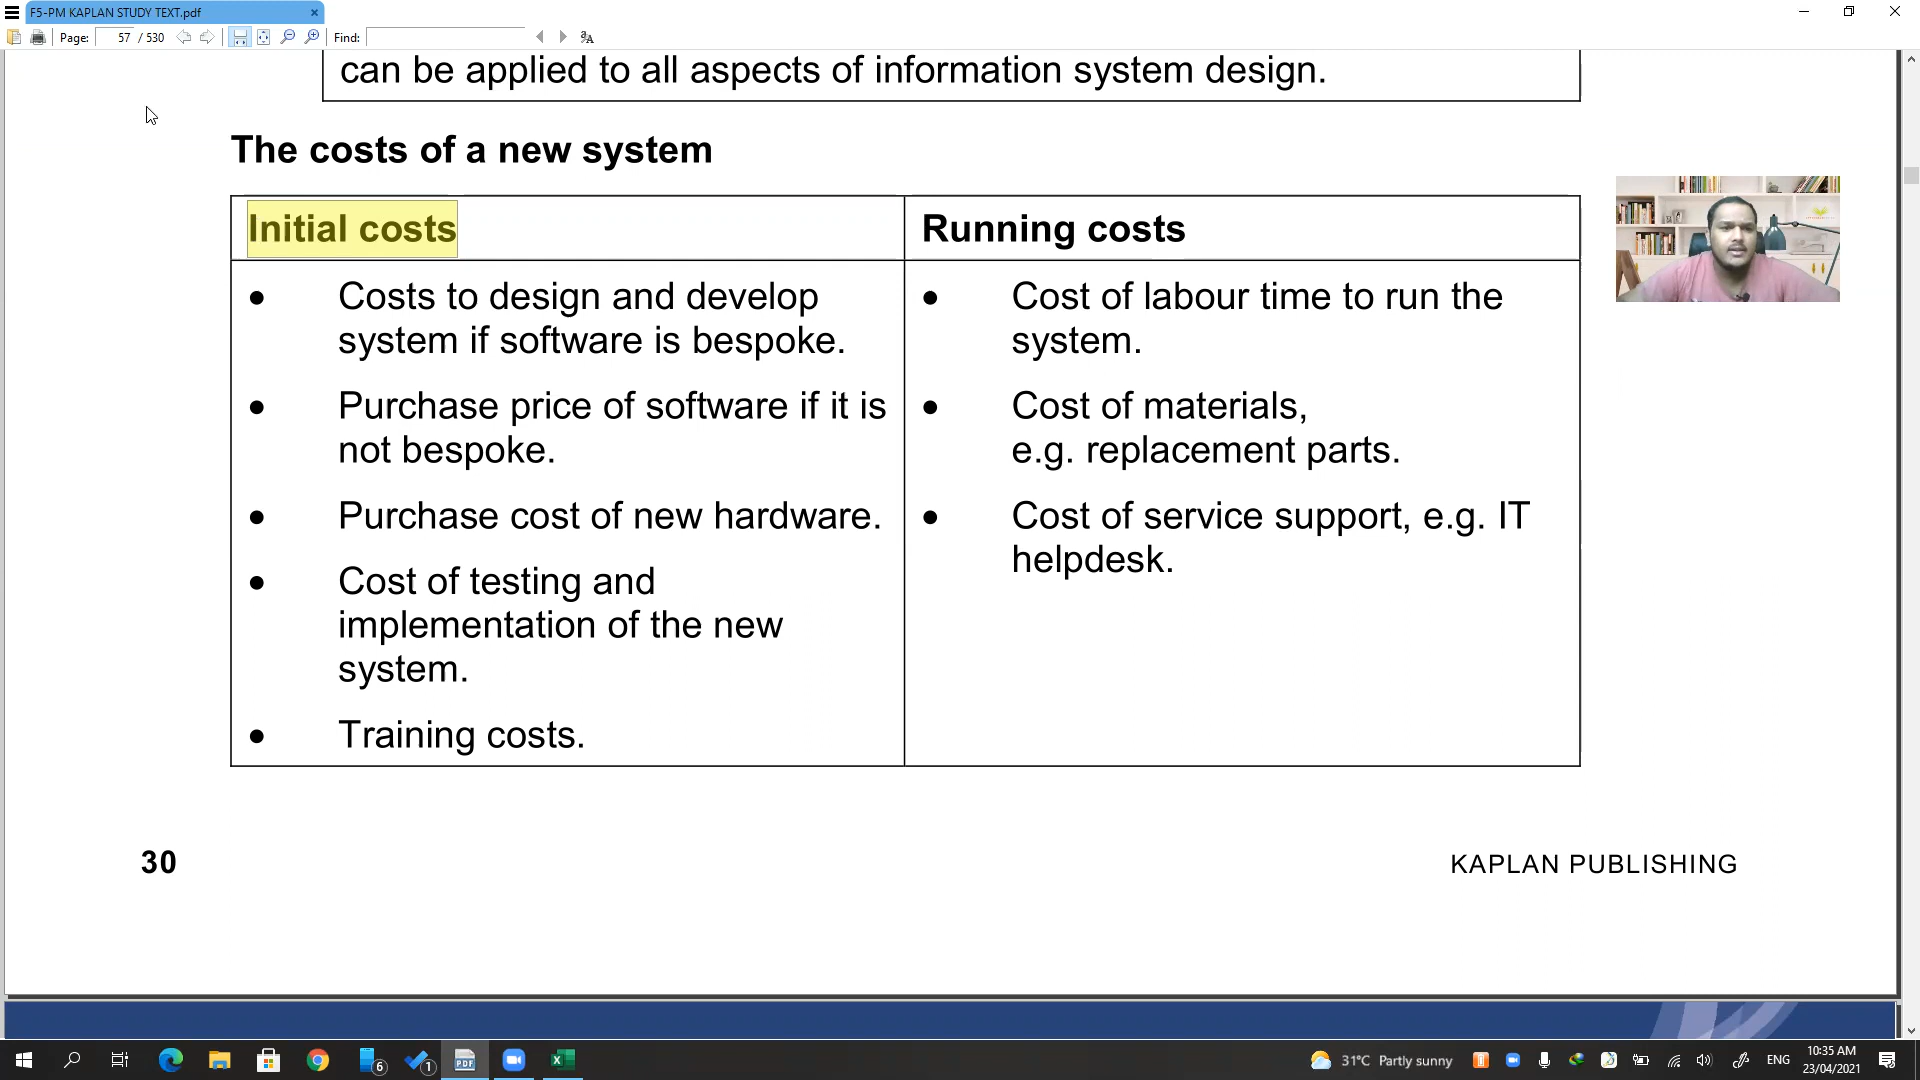 F5-PM KAPLAN STUDY TEXT.pdf
Page: 57 / 530 Find:
can be applied to all aspects of information system design.
The costs of a new system
Initial costs
Costs to design and develop
system if software is bespoke.
Purchase price of software if it is
not bespoke.
Purchase cost of new hardware.
Cost of testing and
implementation of the new
system.
Training costs.
Running costs
Cost of labour time to run the
system.
Cost of materials,
e.g. replacement parts.
Cost of service support, e.g. IT
helpdesk.
30
KAPLAN PUBLISHING
6
1
PDF
31°C Partly sunny
ENG
10:35 AM
23/04/2021